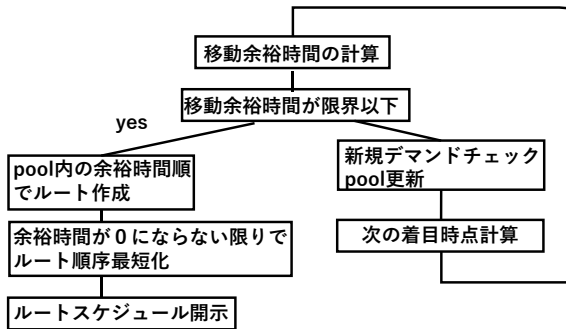 移動余裕時間の計算
移動余裕時間が限界以下
yes
pool内の余裕時間順
でルート作成
新規デマンドチェック
pool更新
余裕時間が０にならない限りで
ルート順序最短化
次の着目時点計算
ルートスケジュール開示